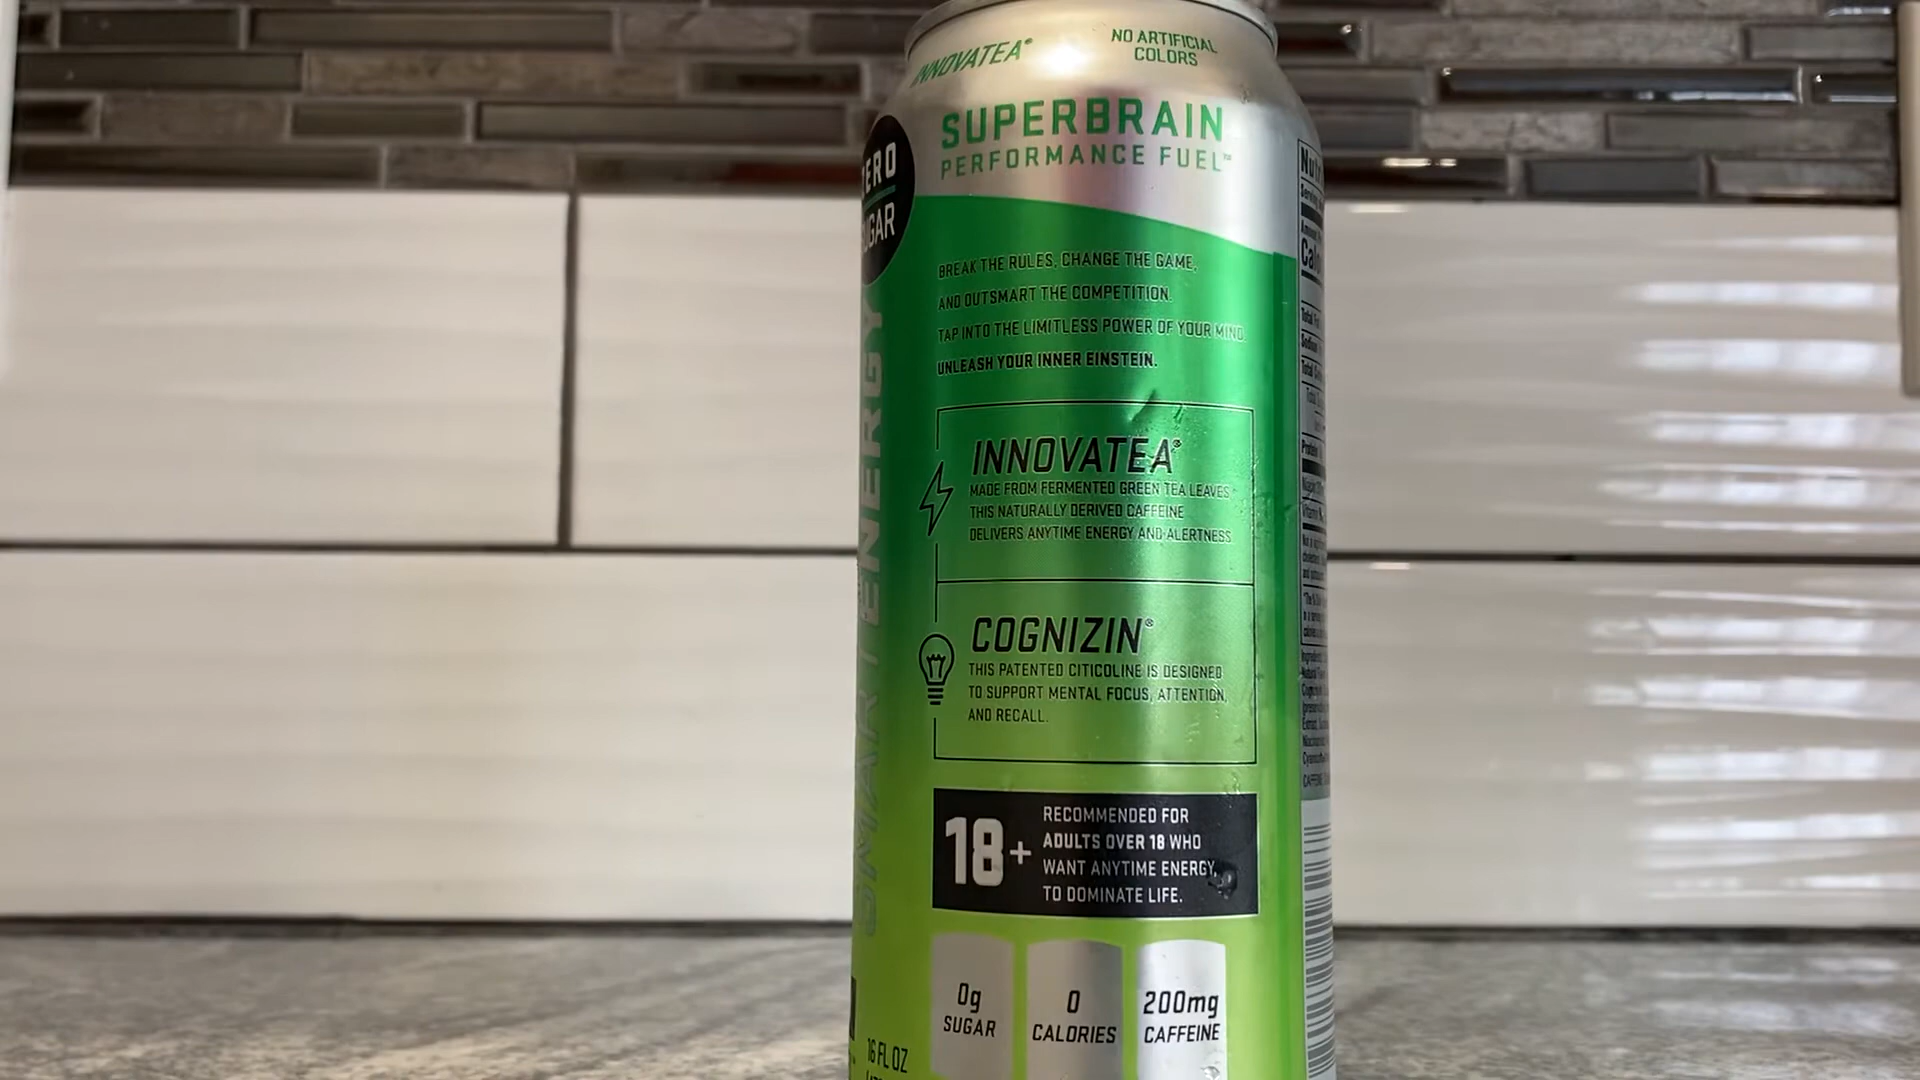 INNOVATEA®
NO ARTIFICIAL
COLORS
SUPERBRAIN
PERFORMANCE FUEL™
ZERO
SUGAR
SMART ENERGY
BREAK THE RULES, CHANGE THE GAME,
AND OUTSMART THE COMPETITION.
TAP INTO THE LIMITLESS POWER OF YOUR MIND.
UNLEASH YOUR INNER EINSTEIN.
INNOVATEA®
MADE FROM FERMENTED GREEN TEA LEAVES
THIS NATURALLY DERIVED CAFFEINE
DELIVERS ANYTIME ENERGY AND ALERTNESS.
COGNIZIN®
THIS PATENTED CITICOLINE IS DESIGNED
TO SUPPORT MENTAL FOCUS, ATTENTION,
AND RECALL.
18+
RECOMMENDED FOR
ADULTS OVER 18 WHO
WANT ANYTIME ENERGY,
TO DOMINATE LIFE.
0g
SUGAR
0
CALORIES
200mg
CAFFEINE
16 FL OZ